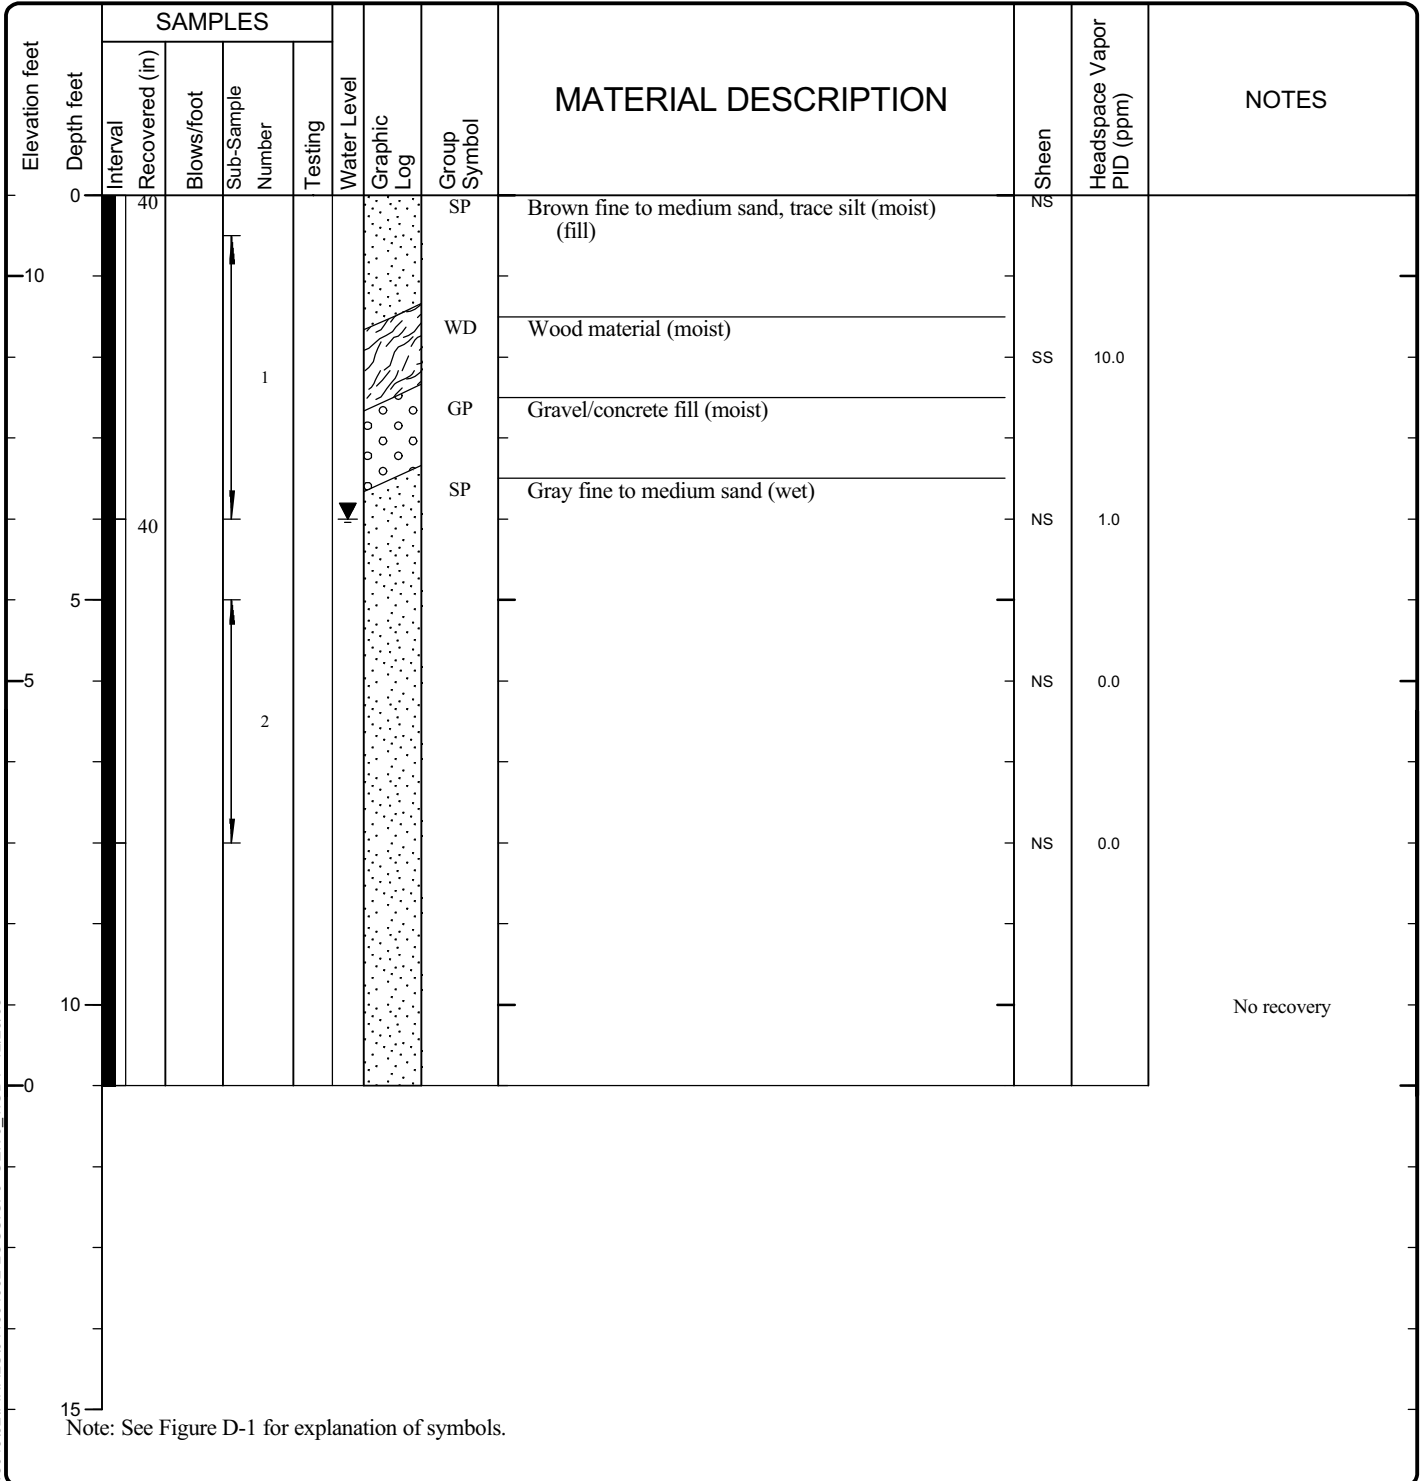 SAMPLES
Elevation feet
Depth feet
Interval
Recovered (in)
Blows/foot
Sub-Sample
Number
Testing
Water Level
Graphic
Log
Group
Symbol
MATERIAL DESCRIPTION
Sheen
Headspace Vapor
PID (ppm)
NOTES
0
40
SP
Brown fine to medium sand, trace silt (moist)
(fill)
NS
10
WD
Wood material (moist)
SS
10.0
1
GP
Gravel/concrete fill (moist)
SP
Gray fine to medium sand (wet)
40
NS
1.0
5
5
NS
0.0
2
NS
0.0
10
No recovery
0
15
Note: See Figure D-1 for explanation of symbols.